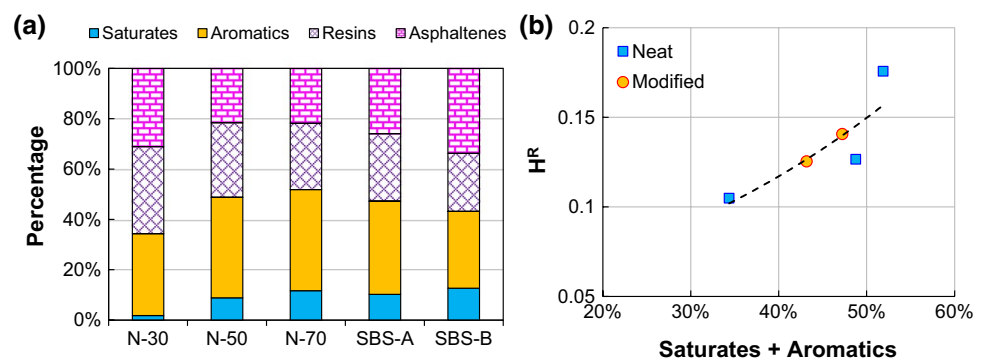 (a)
Saturates Aromatics Resins Asphaltenes
100%
80%
60%
40%
20%
0%
Percentage
N-30 N-50 N-70 SBS-A SBS-B
(b)
Neat
Modified
0.2
0.15
0.1
0.05
H^R
20% 30% 40% 50% 60%
Saturates + Aromatics